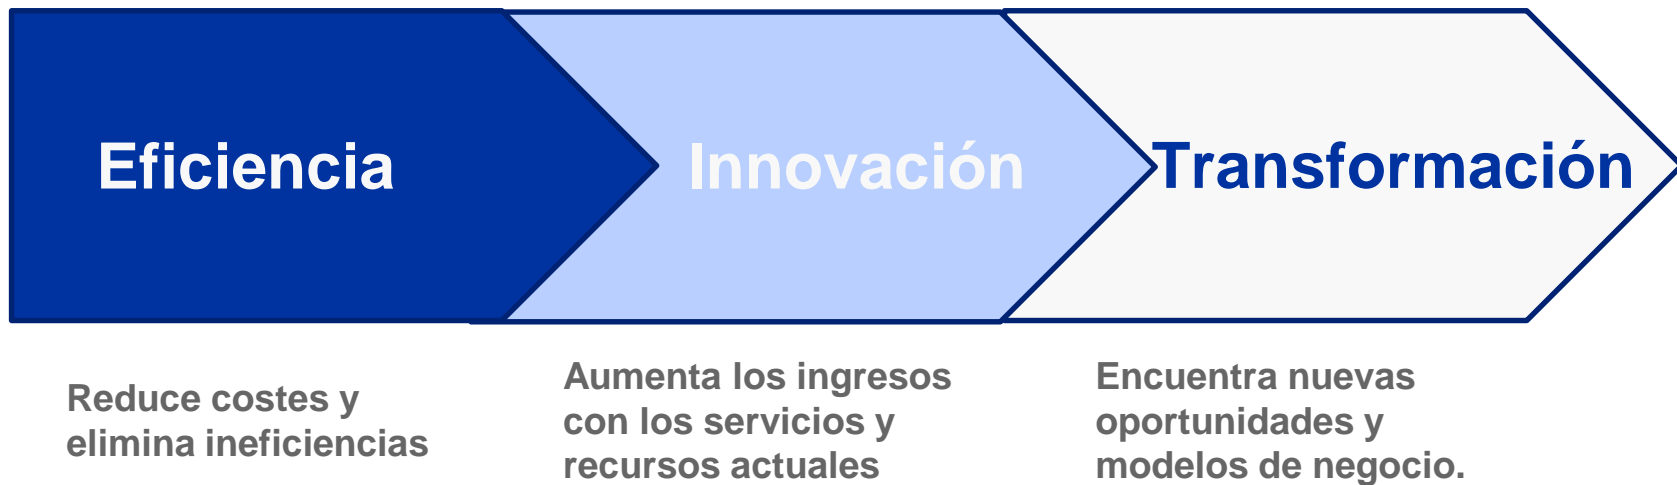 Eficiencia
Innovación
Transformación
Reduce costes y
elimina ineficiencias
Aumenta los ingresos
con los servicios y
recursos actuales
Encuentra nuevas
oportunidades y
modelos de negocio.